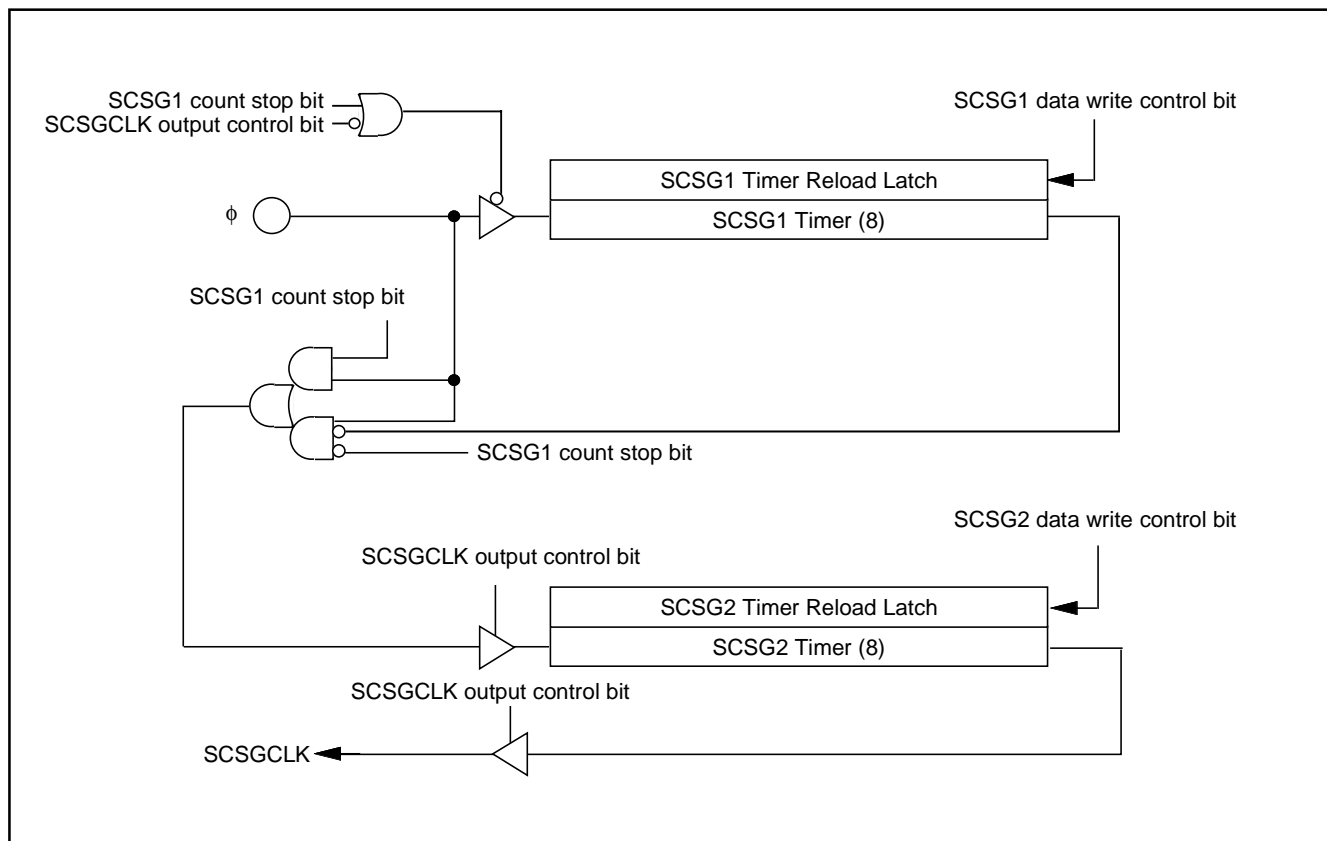 SCSG1 count stop bit
SCSGCLK output control bit
SCSG1 data write control bit
SCSG1 Timer Reload Latch
ϕ
SCSG1 Timer (8)
SCSG1 count stop bit
SCSG1 count stop bit
SCSG2 data write control bit
SCSGCLK output control bit
SCSG2 Timer Reload Latch
SCSG2 Timer (8)
SCSGCLK output control bit
SCSGCLK